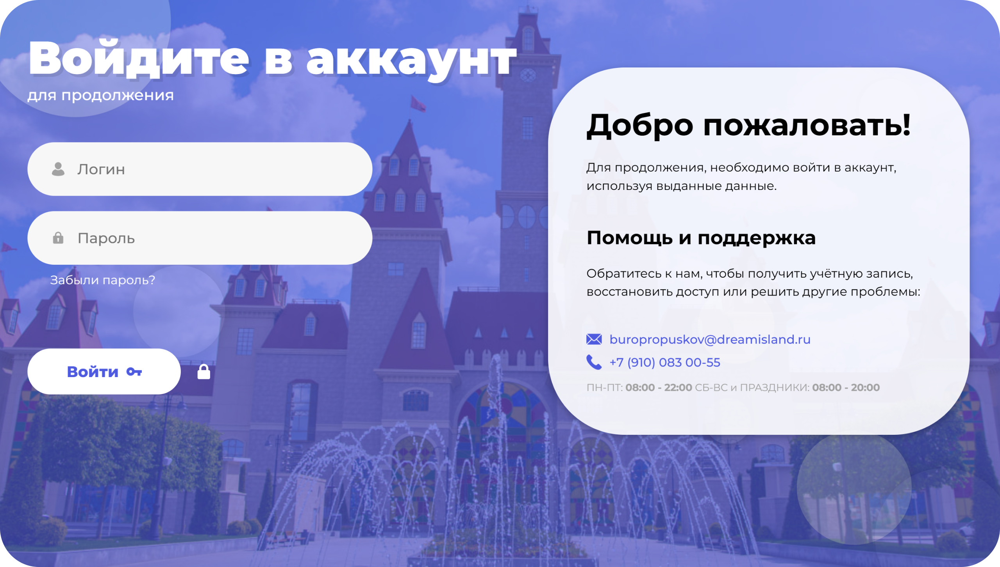 Войдите в аккаунт
для продолжения
Логин
Пароль
Забыли пароль?
Войти
Добро пожаловать!
Для продолжения, необходимо войти в аккаунт,
используя выданные данные.
Помощь и поддержка
Обратитесь к нам, чтобы получить учётную запись,
восстановить доступ или решить другие проблемы:
buropropuskov@dreamisland.ru
+7 (910) 083 00-55
ПН-ПТ: 08:00 - 22:00 СБ-ВС и ПРАЗДНИКИ: 08:00 - 20:00